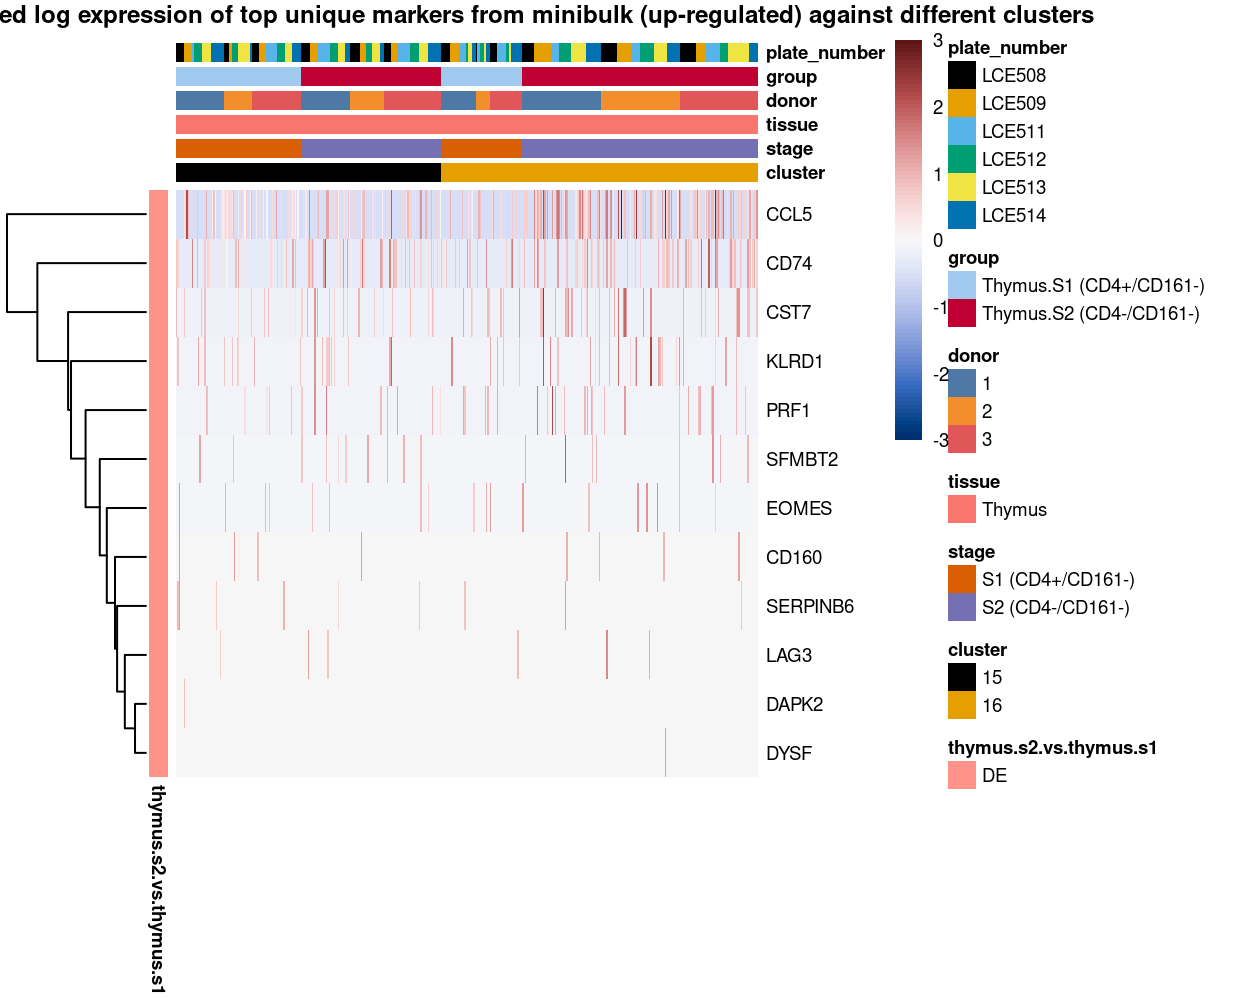 ed log expression of top unique markers from minibulk (up-regulated) against different clusters
plate_number
group
donor
tissue
stage
cluster
CCL5
CD74
CST7
KLRD1
PRF1
SFMBT2
EOMES
CD160
SERPINB6
LAG3
DAPK2
DYSF
thymus.s2.vs.thymus.s1
3
2
1
0
-1
-2
-3
plate_number
LCE508
LCE509
LCE511
LCE512
LCE513
LCE514
group
Thymus.S1 (CD4+/CD161-)
Thymus.S2 (CD4-/CD161-)
donor
1
2
3
tissue
Thymus
stage
S1 (CD4+/CD161-)
S2 (CD4-/CD161-)
cluster
15
16
thymus.s2.vs.thymus.s1
DE